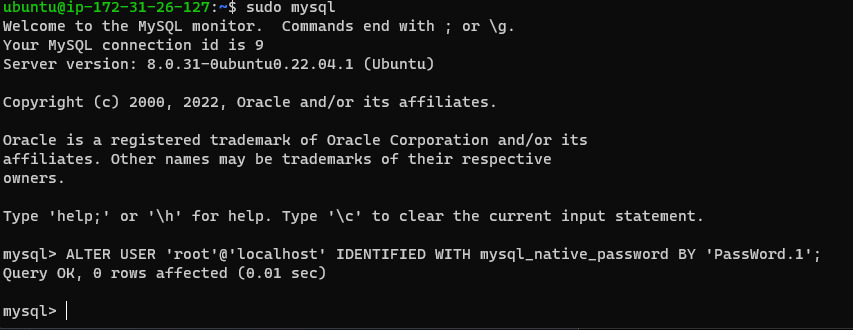 ubuntu@ip-172-31-26-127:~$ sudo mysql
Welcome to the MySQL monitor.  Commands end with ; or \g.
Your MySQL connection id is 9
Server version: 8.0.31-0ubuntu0.22.04.1 (Ubuntu)
Copyright (c) 2000, 2022, Oracle and/or its affiliates.
Oracle is a registered trademark of Oracle Corporation and/or its
affiliates. Other names may be trademarks of their respective
owners.
Type 'help;' or '\h' for help. Type '\c' to clear the current input statement.
mysql> ALTER USER 'root'@'localhost' IDENTIFIED WITH mysql_native_password BY 'PassWord.1';
Query OK, 0 rows affected (0.01 sec)
mysql>